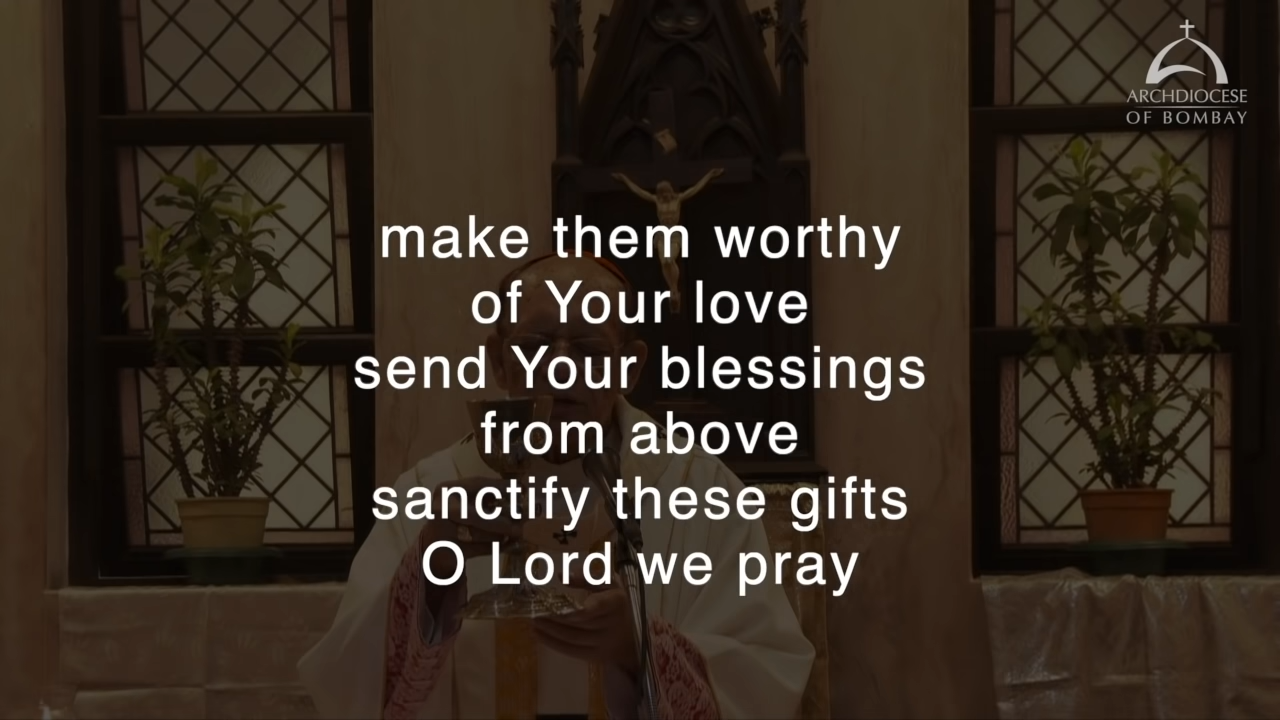 ARCHDIOCESE
OF BOMBAY
make them worthy
of Your love
send Your blessings
from above
sanctify these gifts
O Lord we pray